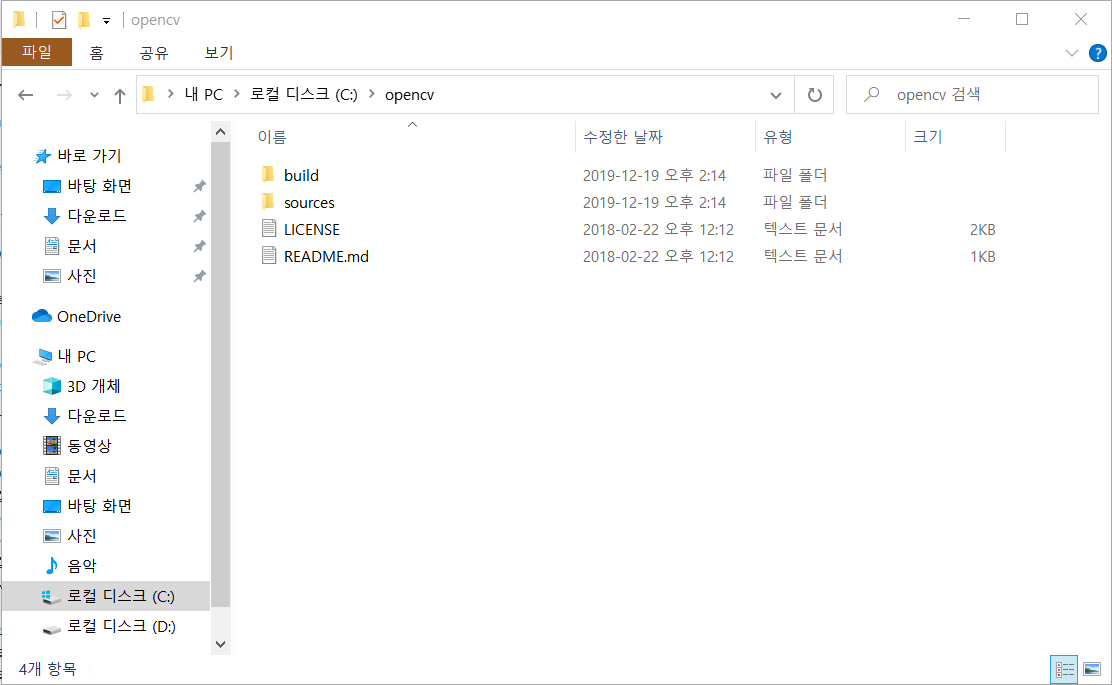 opencv
파일 홈 공유 보기
내 PC 로컬 디스크 (C:) opencv
opencv 검색
바로 가기
바탕 화면
다운로드
문서
사진
OneDrive
내 PC
3D 개체
다운로드
동영상
문서
바탕 화면
사진
음악
로컬 디스크 (C:)
로컬 디스크 (D:)
이름 수정한 날짜 유형 크기
build 2019-12-19 오후 2:14 파일 폴더
sources 2019-12-19 오후 2:14 파일 폴더
LICENSE 2018-02-22 오후 12:12 텍스트 문서 2KB
README.md 2018-02-22 오후 12:12 텍스트 문서 1KB
4개 항목